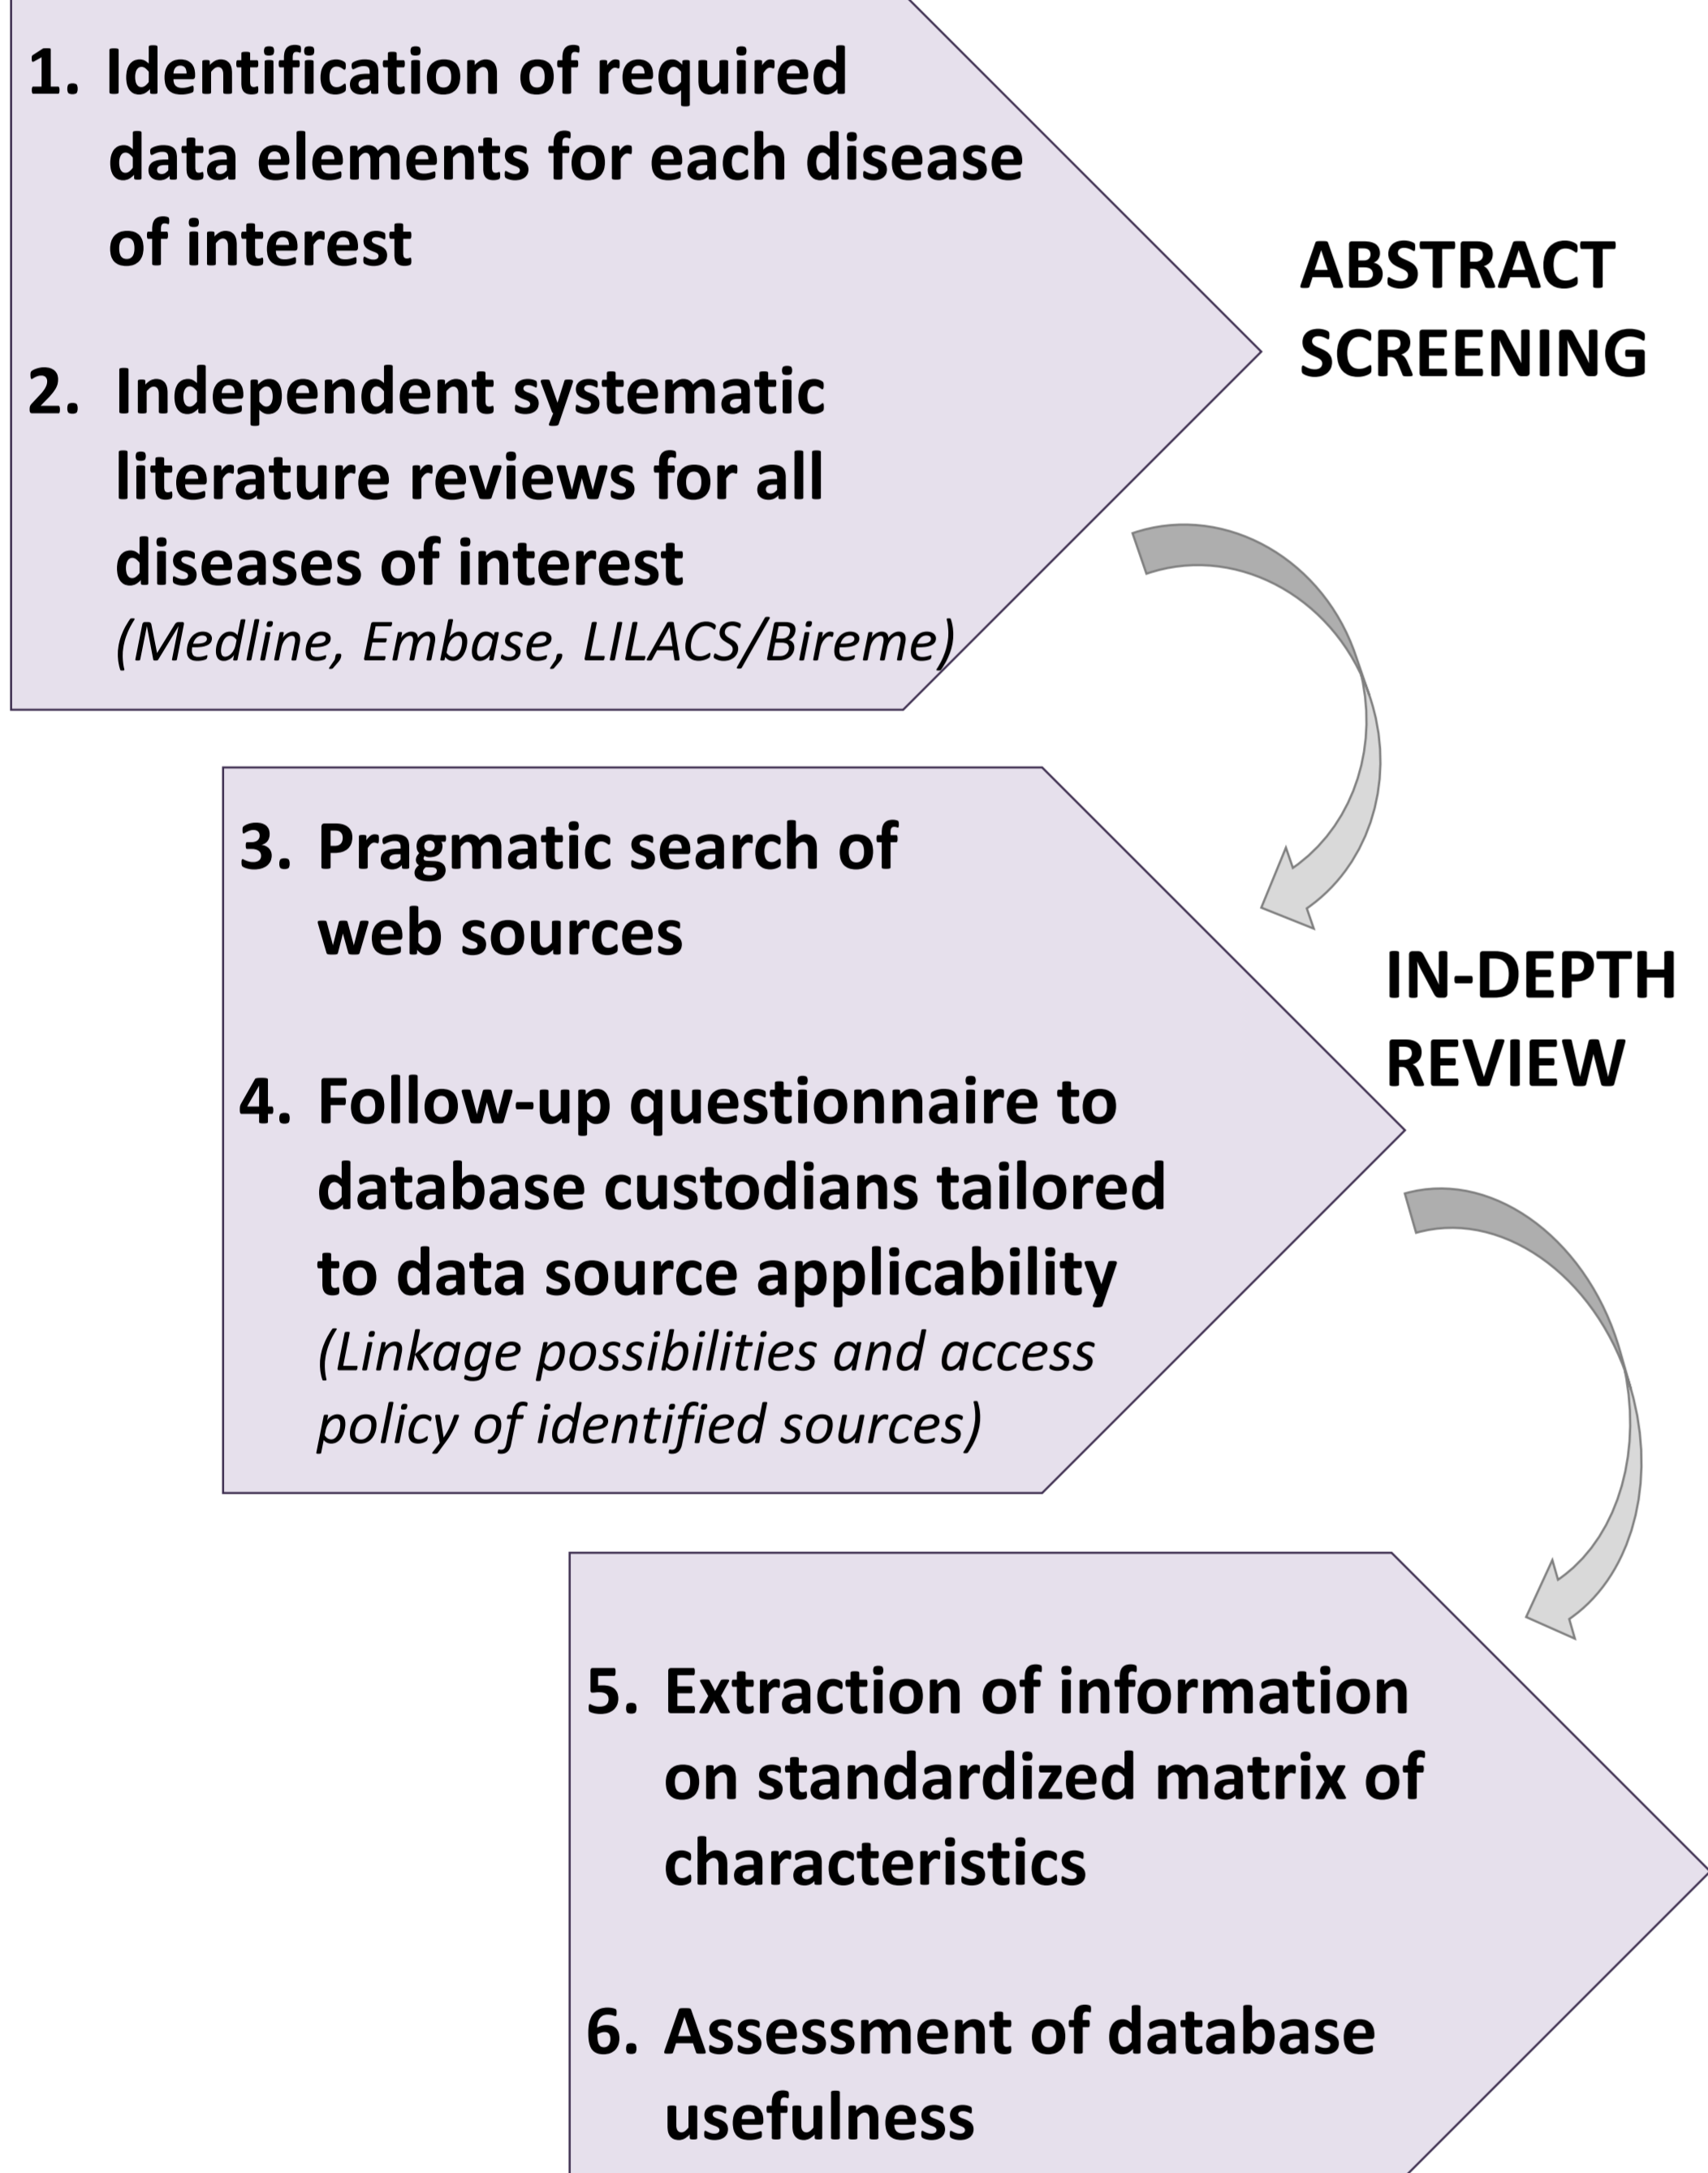 1. Identification of required
data elements for each disease
of interest
2. Independent systematic
literature reviews for all
diseases of interest
(Medline, Embase, LILACS/Bireme)
ABSTRACT
SCREENING
3. Pragmatic search of
web sources
4. Follow-up questionnaire to
database custodians tailored
to data source applicability
(Linkage possibilities and access
policy of identified sources)
IN-DEPTH
REVIEW
5. Extraction of information
on standardized matrix of
characteristics
6. Assessment of database
usefulness